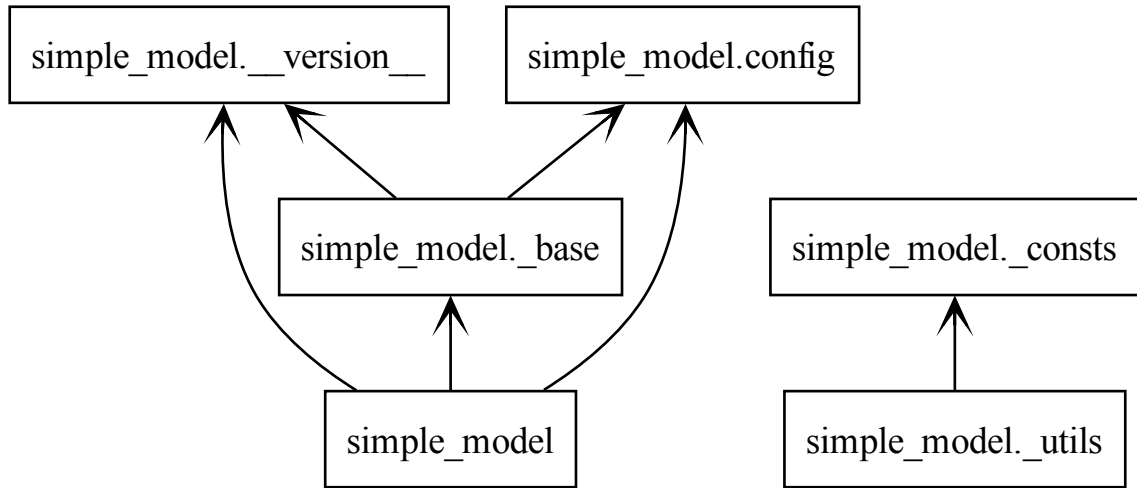 simple_model.__version__
simple_model.config
simple_model._base
simple_model._consts
simple_model
simple_model._utils